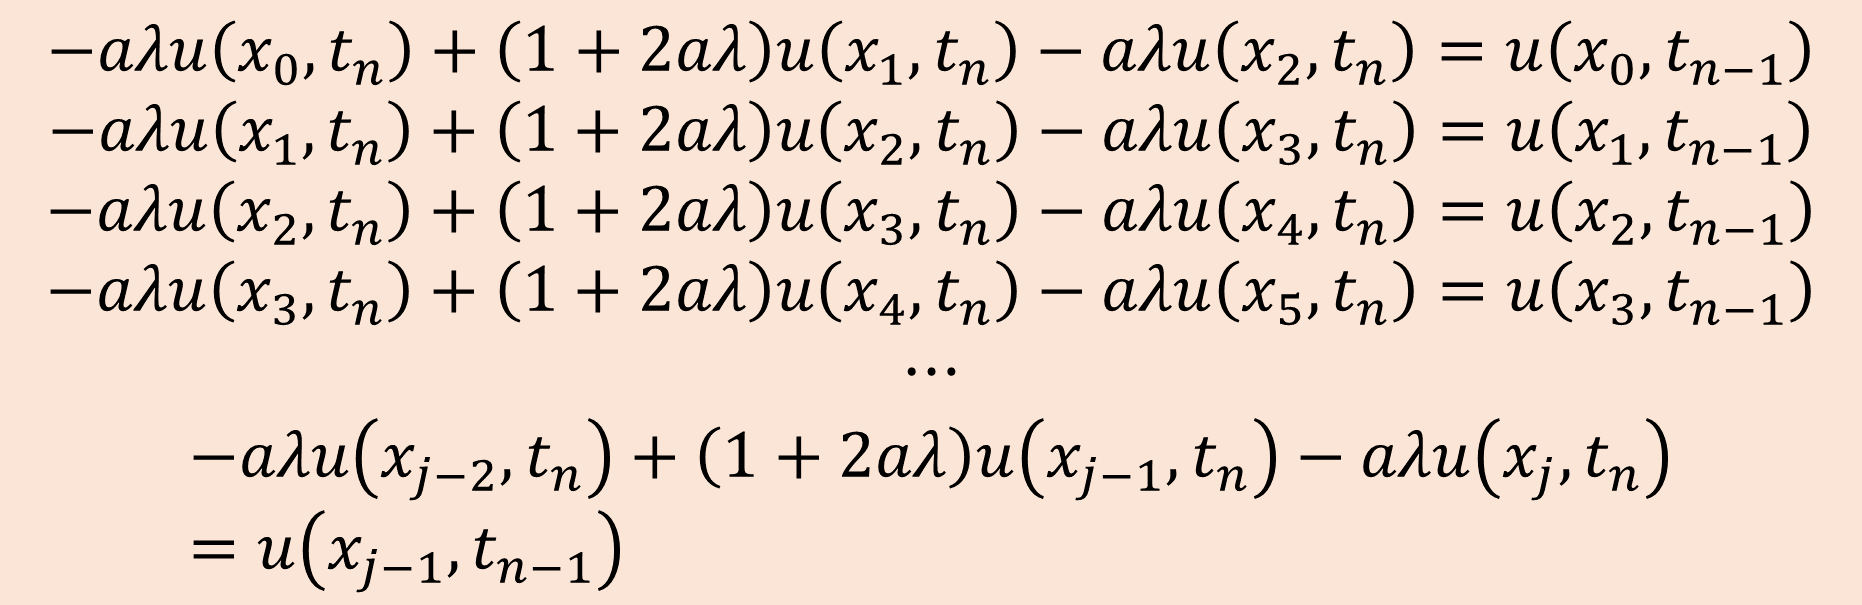 −aλu(x₀, tₙ) + (1 + 2aλ)u(x₁, tₙ) − aλu(x₂, tₙ) = u(x₀, tₙ₋₁)
−aλu(x₁, tₙ) + (1 + 2aλ)u(x₂, tₙ) − aλu(x₃, tₙ) = u(x₁, tₙ₋₁)
−aλu(x₂, tₙ) + (1 + 2aλ)u(x₃, tₙ) − aλu(x₄, tₙ) = u(x₂, tₙ₋₁)
−aλu(x₃, tₙ) + (1 + 2aλ)u(x₄, tₙ) − aλu(x₅, tₙ) = u(x₃, tₙ₋₁)
⋯
−aλu(xⱼ₋₂, tₙ) + (1 + 2aλ)u(xⱼ₋₁, tₙ) − aλu(xⱼ, tₙ)
= u(xⱼ₋₁, tₙ₋₁)